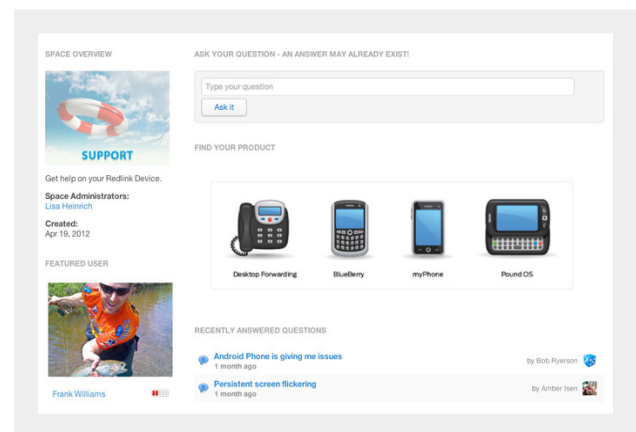 SPACE OVERVIEW
SUPPORT
Get help on your Redlink Device.
Space Administrators:
Lisa Heinrich
Created:
Apr 19, 2012
FEATURED USER
Frank Williams
ASK YOUR QUESTION - AN ANSWER MAY ALREADY EXIST!
Type your question
Ask it
FIND YOUR PRODUCT
Desktop Forwarding
BlueBerry
myPhone
Pound OS
RECENTLY ANSWERED QUESTIONS
Android Phone is giving me issues
1 month ago
by Bob Ryerson
Persistent screen flickering
1 month ago
by Amber Isen